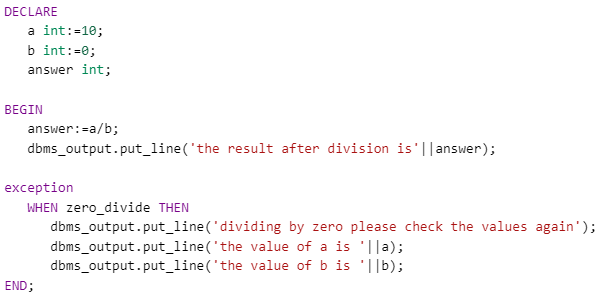 DECLARE
   a int:=10;
   b int:=0;
   answer int;

BEGIN
   answer:=a/b;
   dbms_output.put_line('the result after division is'||answer);

exception
   WHEN zero_divide THEN
      dbms_output.put_line('dividing by zero please check the values again');
      dbms_output.put_line('the value of a is '||a);
      dbms_output.put_line('the value of b is '||b);
END;